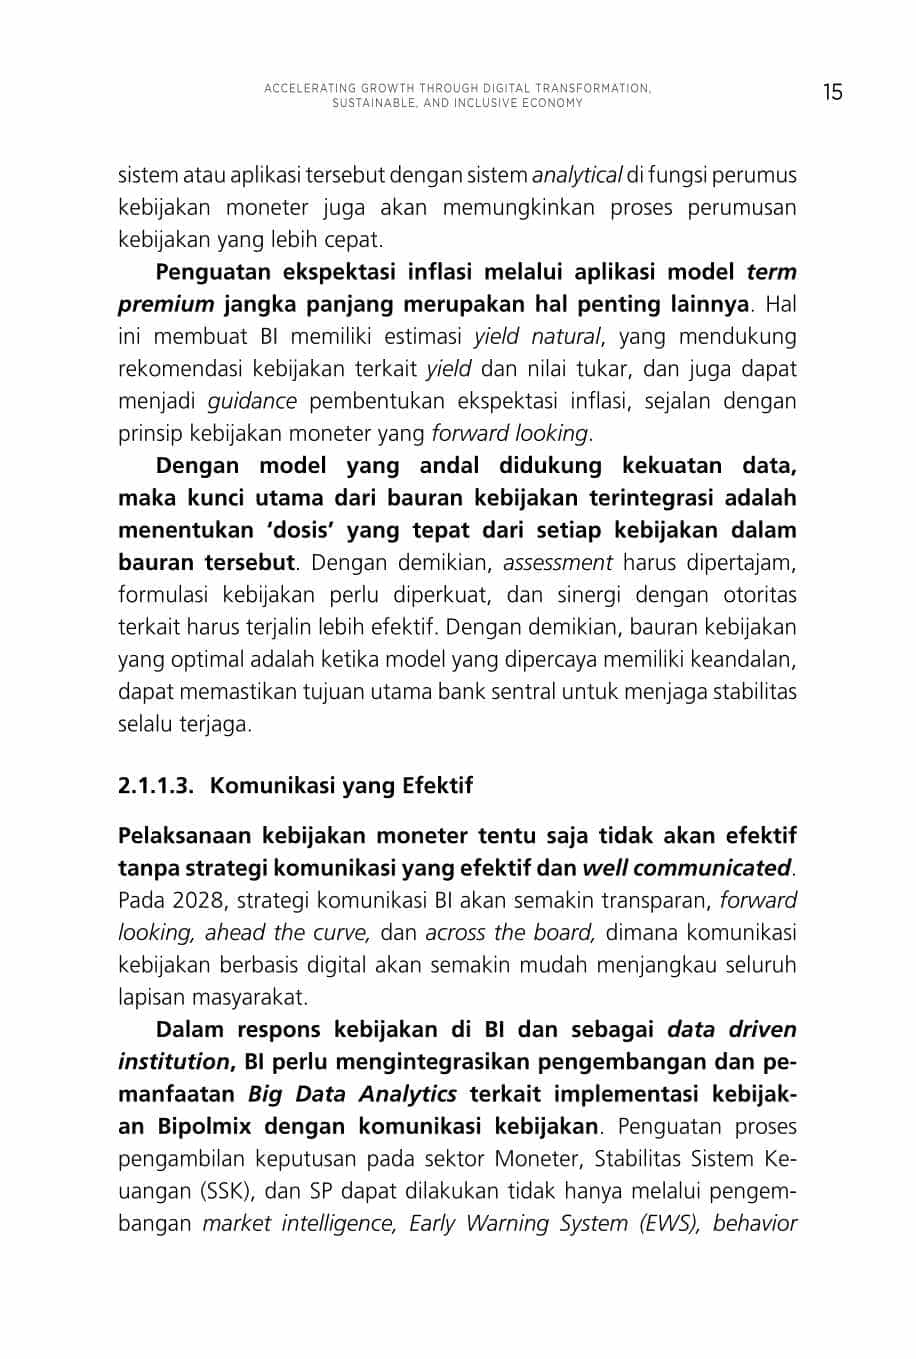 ACCELERATING GROWTH THROUGH DIGITAL TRANSFORMATION,
SUSTAINABLE, AND INCLUSIVE ECONOMY
15
sistem atau aplikasi tersebut dengan sistem analytical di fungsi perumus
kebijakan moneter juga akan memungkinkan proses perumusan
kebijakan yang lebih cepat.
Penguatan ekspektasi inflasi melalui aplikasi model term
premium jangka panjang merupakan hal penting lainnya. Hal
ini membuat BI memiliki estimasi yield natural, yang mendukung
rekomendasi kebijakan terkait yield dan nilai tukar, dan juga dapat
menjadi guidance pembentukan ekspektasi inflasi, sejalan dengan
prinsip kebijakan moneter yang forward looking.
Dengan model yang andal didukung kekuatan data,
maka kunci utama dari bauran kebijakan terintegrasi adalah
menentukan ‘dosis’ yang tepat dari setiap kebijakan dalam
bauran tersebut. Dengan demikian, assessment harus dipertajam,
formulasi kebijakan perlu diperkuat, dan sinergi dengan otoritas
terkait harus terjalin lebih efektif. Dengan demikian, bauran kebijakan
yang optimal adalah ketika model yang dipercaya memiliki keandalan,
dapat memastikan tujuan utama bank sentral untuk menjaga stabilitas
selalu terjaga.
2.1.1.3. Komunikasi yang Efektif
Pelaksanaan kebijakan moneter tentu saja tidak akan efektif
tanpa strategi komunikasi yang efektif dan well communicated.
Pada 2028, strategi komunikasi BI akan semakin transparan, forward
looking, ahead the curve, dan across the board, dimana komunikasi
kebijakan berbasis digital akan semakin mudah menjangkau seluruh
lapisan masyarakat.
Dalam respons kebijakan di BI dan sebagai data driven
institution, BI perlu mengintegrasikan pengembangan dan pe-
manfaatan Big Data Analytics terkait implementasi kebijak-
an Bipolmix dengan komunikasi kebijakan. Penguatan proses
pengambilan keputusan pada sektor Moneter, Stabilitas Sistem Ke-
uangan (SSK), dan SP dapat dilakukan tidak hanya melalui pengem-
bangan market intelligence, Early Warning System (EWS), behavior